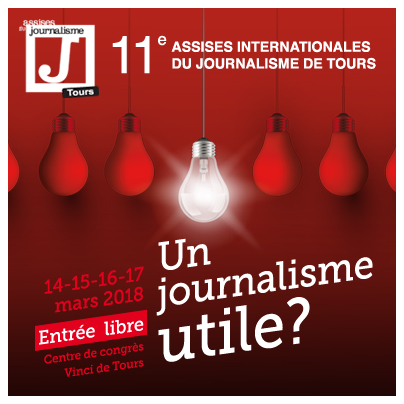 assises
du journalisme
J
Tours
11e ASSISES INTERNATIONALES
DU JOURNALISME DE TOURS
14-15-16-17
mars 2018
Entrée libre
Centre de congrès
Vinci de Tours
Un
journalisme
utile?